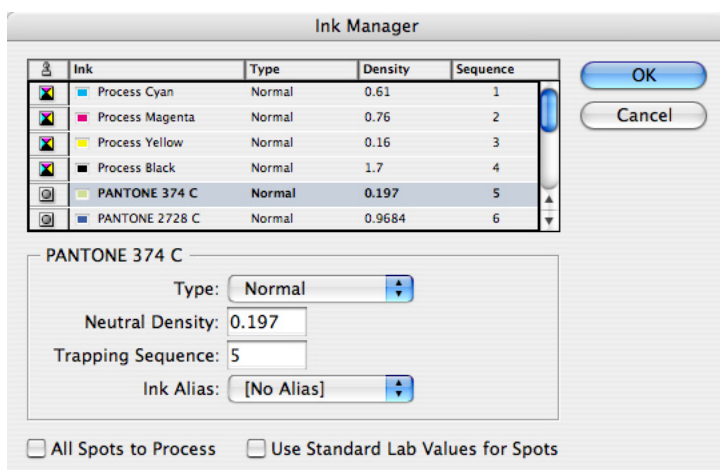 Ink Manager
Ink Type Density Sequence
Process Cyan Normal 0.61 1
Process Magenta Normal 0.76 2
Process Yellow Normal 0.16 3
Process Black Normal 1.7 4
PANTONE 374 C Normal 0.197 5
PANTONE 2728 C Normal 0.9684 6
OK
Cancel
PANTONE 374 C
Type: Normal
Neutral Density: 0.197
Trapping Sequence: 5
Ink Alias: [No Alias]
All Spots to Process Use Standard Lab Values for Spots